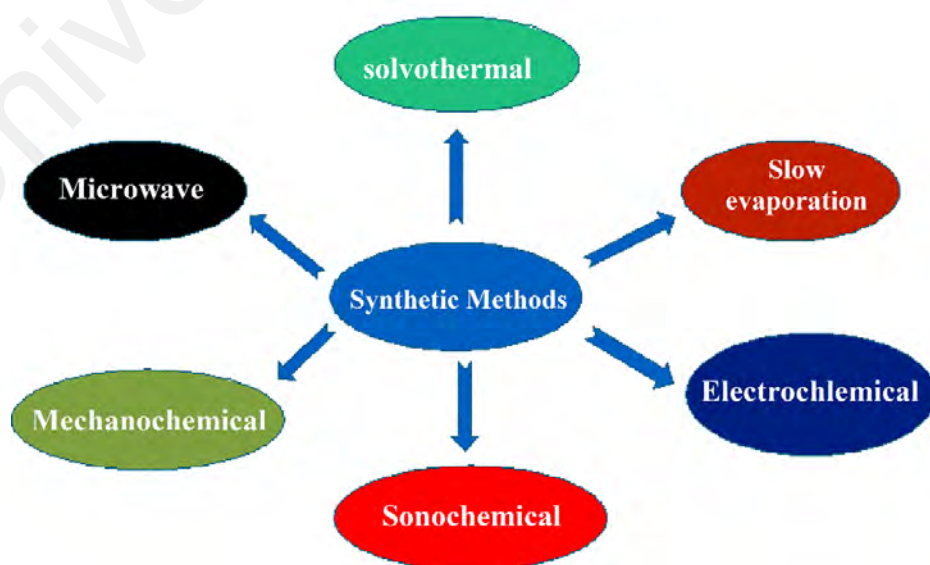 solvothermal
Microwave
Slow
evaporation
Synthetic Methods
Mechanochemical
Electrochlemical
Sonochemical